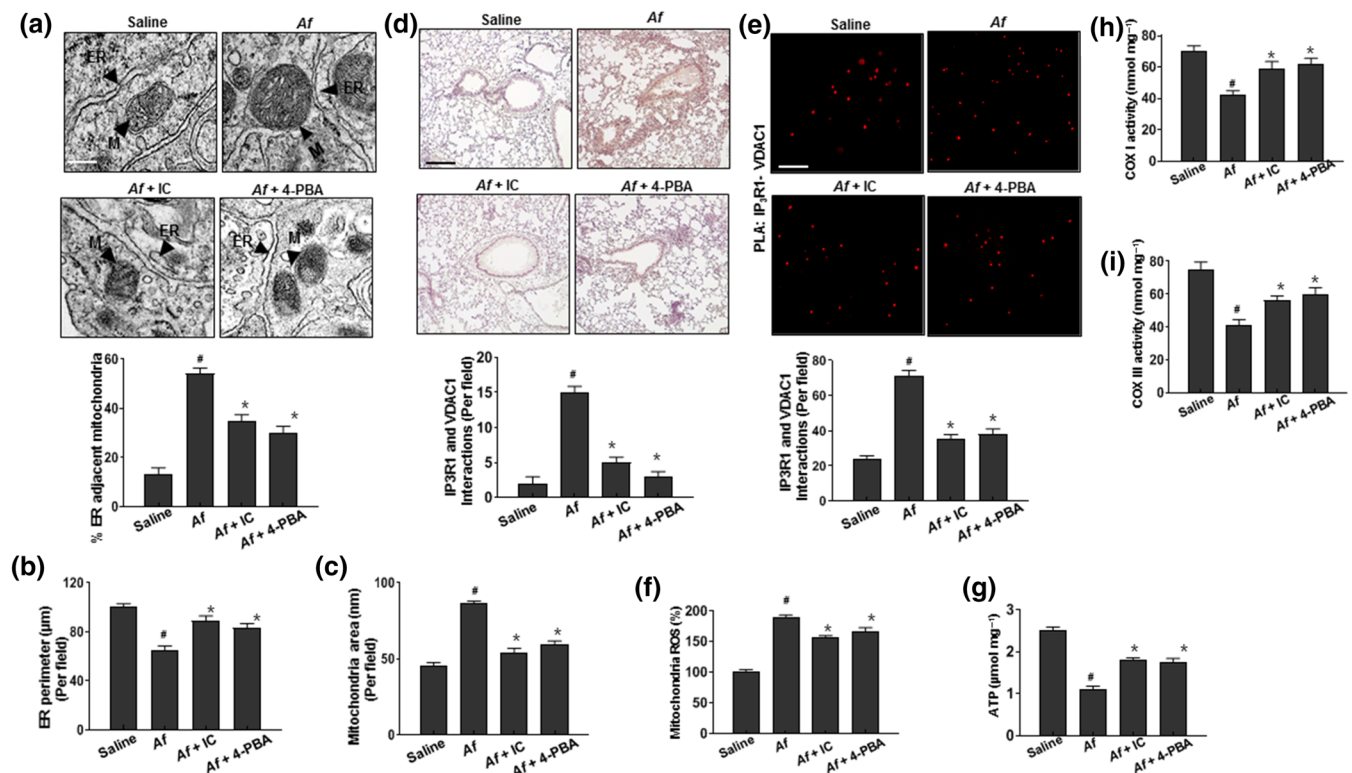 (a)
Saline
Af
ER
M
ER
M
Af + IC
Af + 4-PBA
M
ER
ER
M
% ER adjacent mitochondria
60
40
20
0
Saline
Af
Af + IC
Af + 4-PBA
#
*
*
(d)
Saline
Af
Af + IC
Af + 4-PBA
IP3R1 and VDAC1
Interactions (Per field)
20
15
10
5
0
Saline
Af
Af + IC
Af + 4-PBA
#
*
*
(e)
Saline
Af
PLA: IP₃R1- VDAC1
Af + IC
Af + 4-PBA
IP3R1 and VDAC1
Interactions (Per field)
80
60
40
20
0
Saline
Af
Af + IC
Af + 4-PBA
#
*
*
(h)
COX I activity (nmol mg⁻¹)
80
60
40
20
0
Saline
Af
Af + IC
Af + 4-PBA
#
*
*
(i)
COX III activity (nmol mg⁻¹)
80
60
40
20
0
Saline
Af
Af + IC
Af + 4-PBA
#
*
*
(b)
ER perimeter (µm)
(Per field)
120
80
40
0
Saline
Af
Af + IC
Af + 4-PBA
#
*
*
(c)
Mitochondria area (nm)
(Per field)
100
50
0
Saline
Af
Af + IC
Af + 4-PBA
#
*
*
(f)
Mitochondria ROS (%)
200
150
100
50
0
Saline
Af
Af + IC
Af + 4-PBA
#
*
*
(g)
ATP (µmol mg⁻¹)
3
2
1
0
Saline
Af
Af + IC
Af + 4-PBA
#
*
*